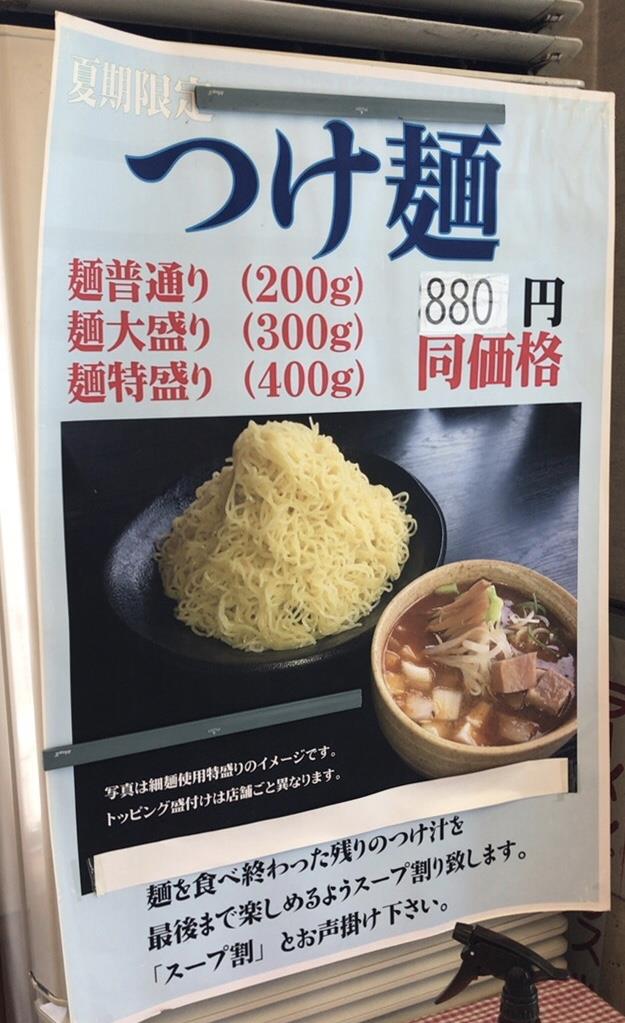 夏期限定
つけ麺
麺普通り (200g)
麺大盛り (300g)
麺特盛り (400g)
880 円
同価格
写真は細麺使用特盛りのイメージです。
トッピング盛付けは店舗ごと異なります。
麺を食べ終わった残りのつけ汁を
最後まで楽しめるようスープ割り致します。
「スープ割」とお声掛け下さい。